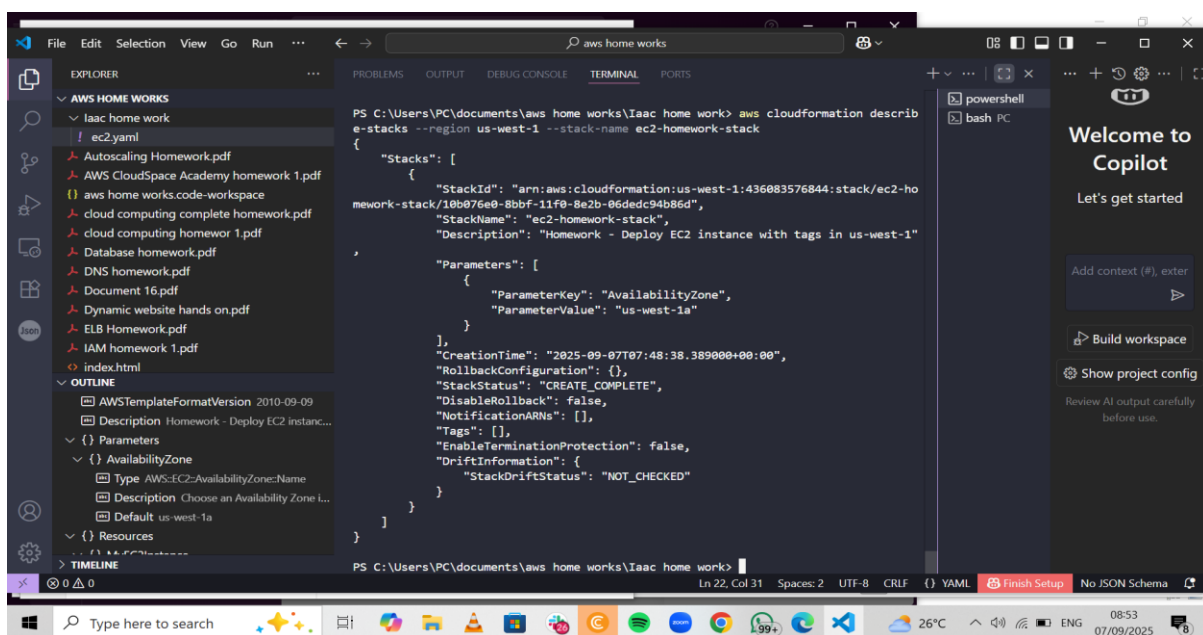 File Edit Selection View Go Run ··· aws home works
EXPLORER ···
AWS HOME WORKS
Iaac home work
! ec2.yaml
Autoscaling Homework.pdf
AWS CloudSpace Academy homework 1.pdf
{} aws home works.code-workspace
cloud computing complete homework.pdf
cloud computing homewor 1.pdf
Database homework.pdf
DNS homework.pdf
Document 16.pdf
Dynamic website hands on.pdf
ELB Homework.pdf
IAM homework 1.pdf
<> index.html
OUTLINE
AWSTemplateFormatVersion 2010-09-09
Description Homework - Deploy EC2 instanc...
{} Parameters
{} AvailabilityZone
Type AWS::EC2::AvailabilityZone::Name
Description Choose an Availability Zone i...
Default us-west-1a
{} Resources
{} MyEC2Instance
TIMELINE
Json
PROBLEMS OUTPUT DEBUG CONSOLE TERMINAL PORTS
PS C:\Users\PC\documents\aws home works\Iaac home work> aws cloudformation describ
e-stacks --region us-west-1 --stack-name ec2-homework-stack
{
"Stacks": [
{
"StackId": "arn:aws:cloudformation:us-west-1:436083576844:stack/ec2-ho
mework-stack/10b076e0-8bbf-11f0-8e2b-06dedc94b86d",
"StackName": "ec2-homework-stack",
"Description": "Homework - Deploy EC2 instance with tags in us-west-1"
,
"Parameters": [
{
"ParameterKey": "AvailabilityZone",
"ParameterValue": "us-west-1a"
}
],
"CreationTime": "2025-09-07T07:48:38.389000+00:00",
"RollbackConfiguration": {},
"StackStatus": "CREATE_COMPLETE",
"DisableRollback": false,
"NotificationARNs": [],
"Tags": [],
"EnableTerminationProtection": false,
"DriftInformation": {
"StackDriftStatus": "NOT_CHECKED"
}
}
]
}
PS C:\Users\PC\documents\aws home works\Iaac home work>
powershell
bash PC
Welcome to
Copilot
Let's get started
Add context (#), exter
Build workspace
Show project config
Review AI output carefully
before use.
0 0 Ln 22, Col 31 Spaces: 2 UTF-8 CRLF {} YAML Finish Setup No JSON Schema
Type here to search 26 99+ 26°C ENG 08:53
07/09/2025 8